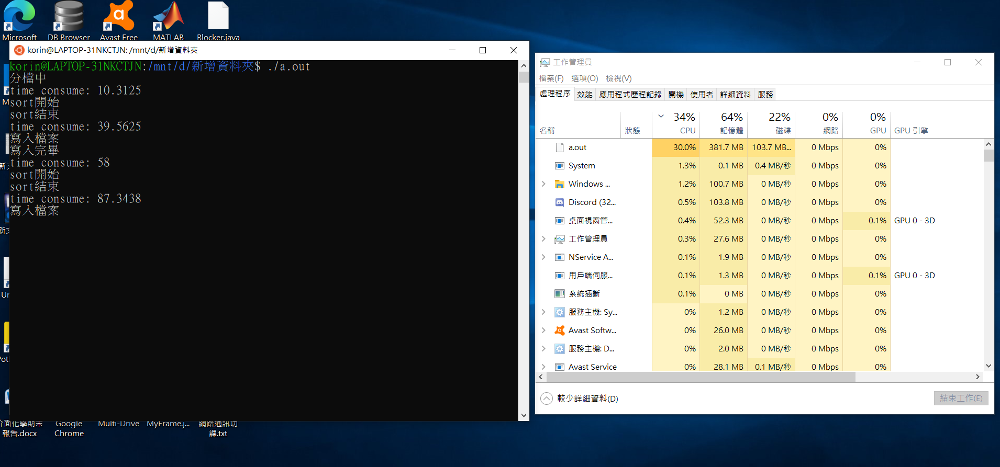 Microsoft
DB Browser
Avast Free
MATLAB
Blocker.java
korin@LAPTOP-31NKCTJN: /mnt/d/新增資料夾
korin@LAPTOP-31NKCTJN:/mnt/d/新增資料夾$ ./a.out
分檔中
time consume: 10.3125
sort開始
sort結束
time consume: 39.5625
寫入檔案
寫入完畢
time consume: 58
sort開始
sort結束
time consume: 87.3438
寫入檔案
工作管理員
檔案(F) 選項(O) 檢視(V)
處理程序 效能 應用程式歷程記錄 開機 使用者 詳細資料 服務
34% 64% 22% 0% 0%
名稱 狀態 CPU 記憶體 磁碟 網路 GPU GPU 引擎
a.out 30.0% 381.7 MB 103.7 MB... 0 Mbps 0%
System 1.3% 0.1 MB 0.4 MB/秒 0 Mbps 0%
Windows ... 1.2% 100.7 MB 0 MB/秒 0 Mbps 0%
Discord (32... 0.5% 103.8 MB 0 MB/秒 0 Mbps 0%
桌面視窗管... 0.4% 52.3 MB 0 MB/秒 0 Mbps 0.1% GPU 0 - 3D
工作管理員 0.3% 27.6 MB 0 MB/秒 0 Mbps 0%
NService A... 0.1% 1.9 MB 0 MB/秒 0 Mbps 0%
用戶端伺服... 0.1% 1.3 MB 0 MB/秒 0 Mbps 0.1% GPU 0 - 3D
系統插斷 0.1% 0 MB 0 MB/秒 0 Mbps 0%
服務主機: Sy... 0% 1.2 MB 0 MB/秒 0 Mbps 0%
Avast Softw... 0% 26.0 MB 0 MB/秒 0 Mbps 0%
服務主機: D... 0% 2.0 MB 0 MB/秒 0 Mbps 0%
Avast Service 0% 28.1 MB 0.1 MB/秒 0 Mbps 0%
較少詳細資料(D)
結束工作(E)
介面化學期末
報告.docx
Google
Chrome
Multi-Drive
MyFrame.j...
網路通訊功
課.txt